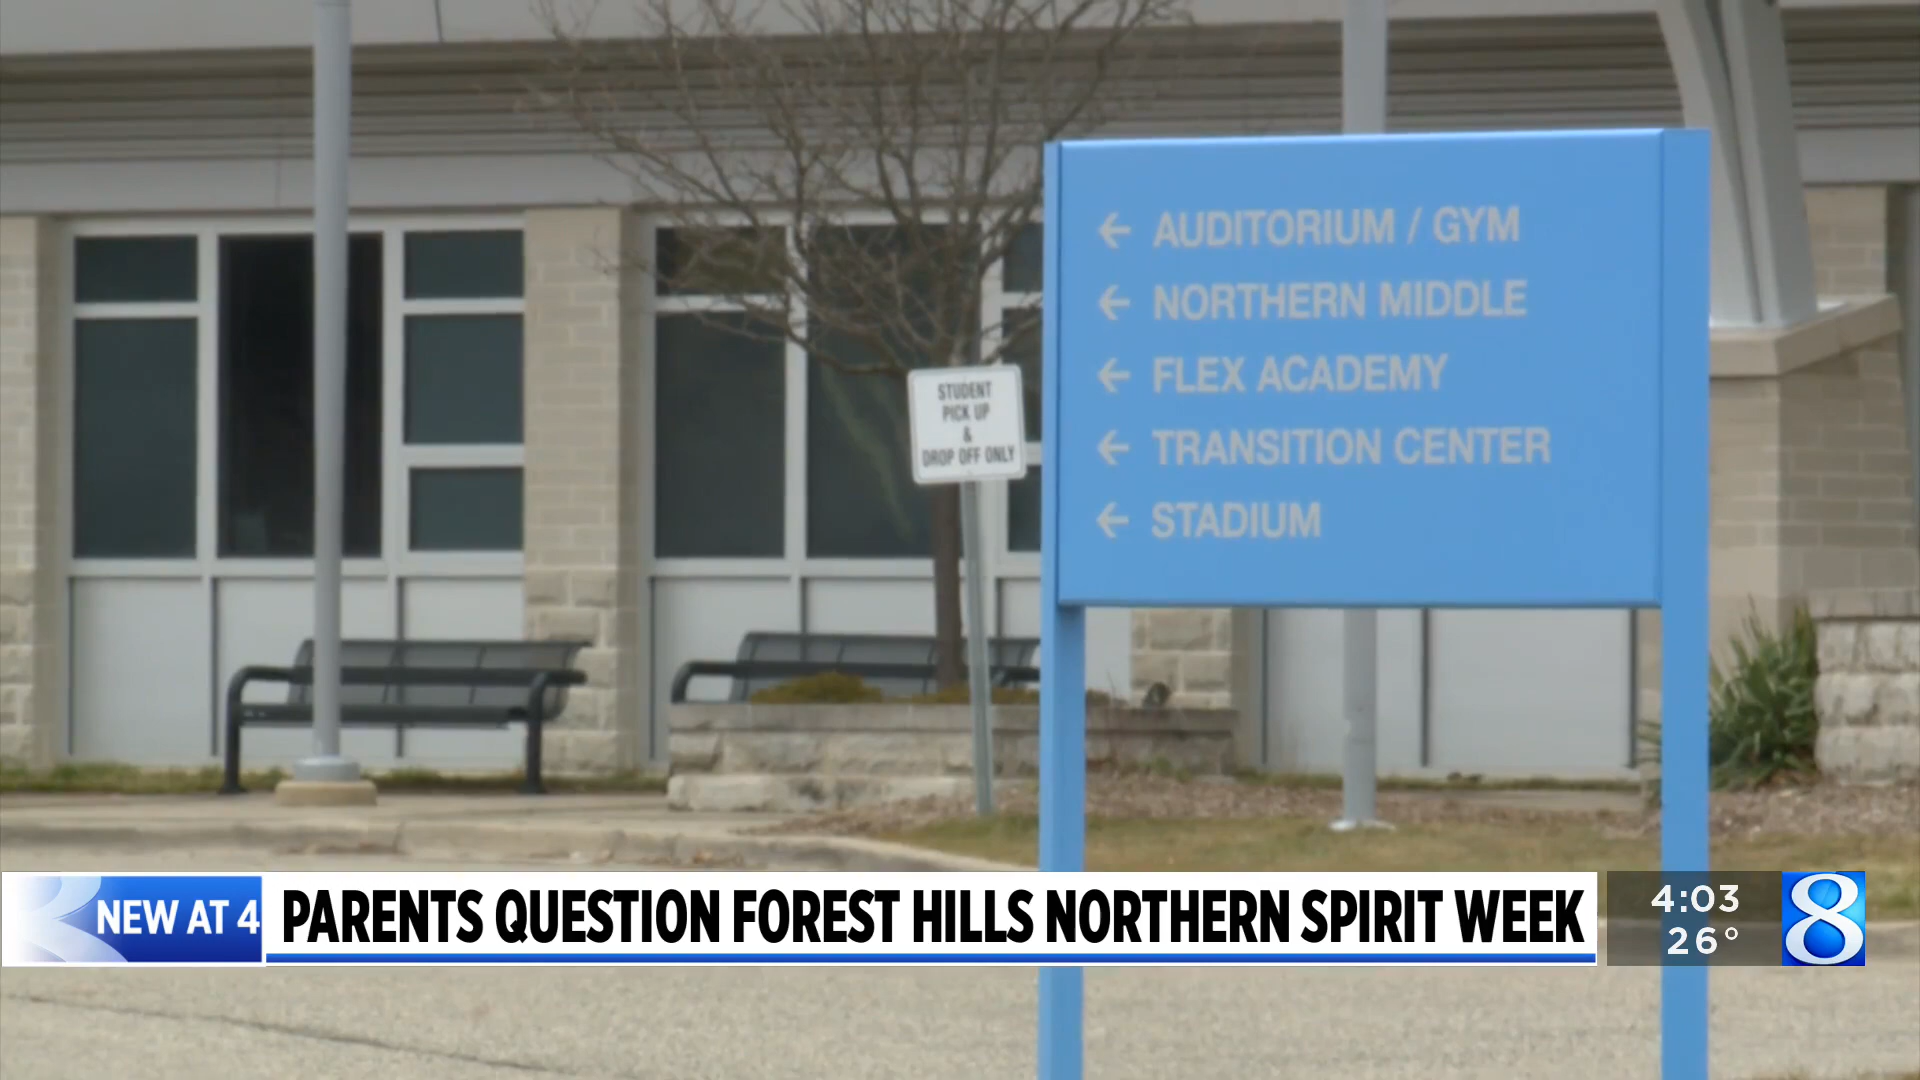 ← AUDITORIUM / GYM
← NORTHERN MIDDLE
← FLEX ACADEMY
← TRANSITION CENTER
← STADIUM
STUDENT
PICK UP
&
DROP OFF ONLY
NEW AT 4
PARENTS QUESTION FOREST HILLS NORTHERN SPIRIT WEEK
4:03
26°
8